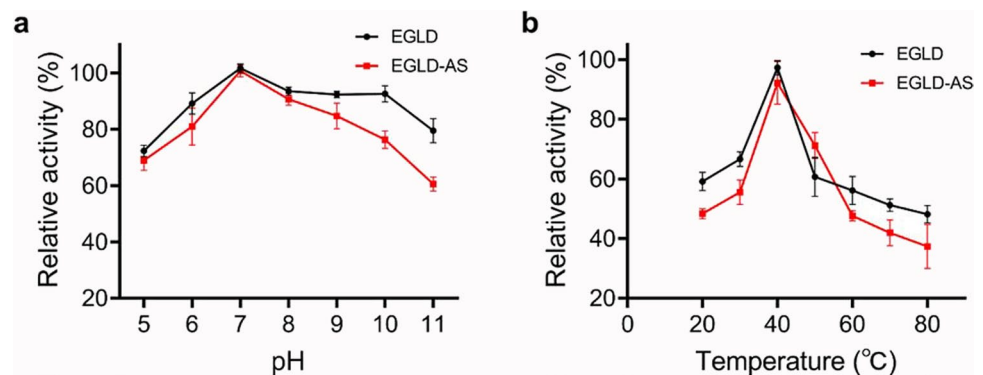 a
EGLD
EGLD-AS
Relative activity (%)
100
80
60
40
20
5 6 7 8 9 10 11
pH
b
EGLD
EGLD-AS
Relative activity (%)
100
80
60
40
20
0 20 40 60 80
Temperature (°C)